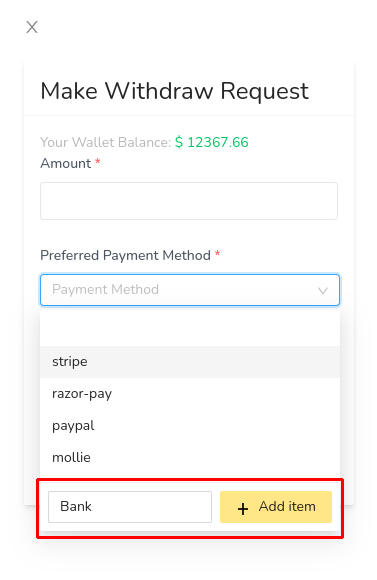 Make Withdraw Request
Your Wallet Balance: $ 12367.66
Amount *
Preferred Payment Method *
Payment Method
stripe
razor-pay
paypal
mollie
Bank + Add item